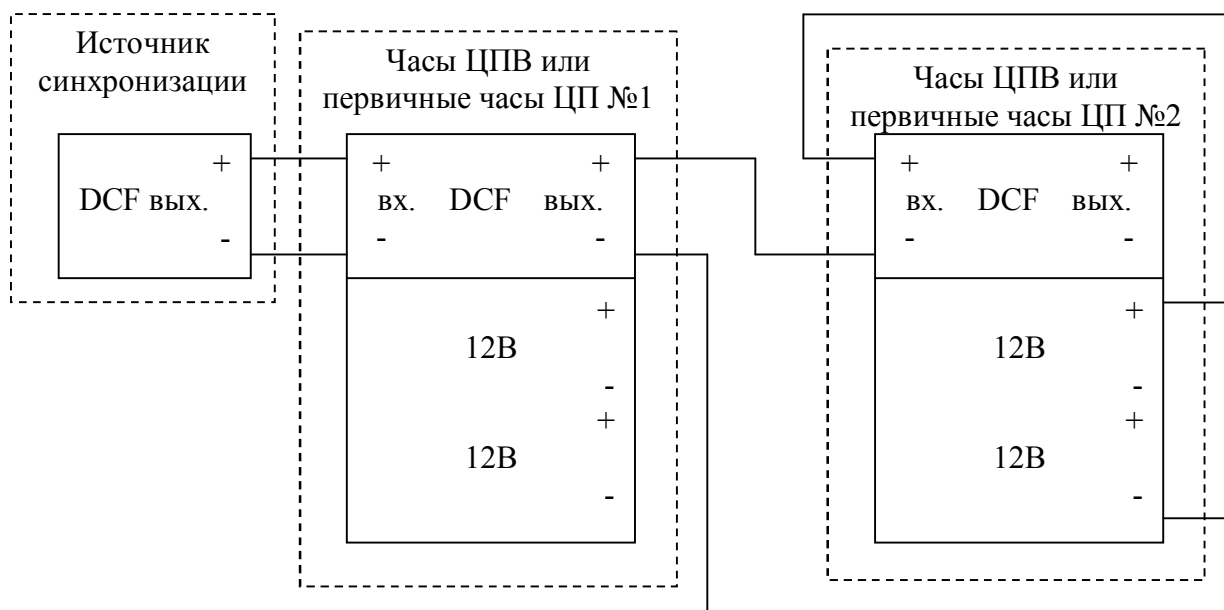 Источник
синхронизации
+
DCF вых.
-
Часы ЦПВ или
первичные часы ЦП №1
+ +
вх. DCF вых.
- -
+
12В
-
+
12В
-
Часы ЦПВ или
первичные часы ЦП №2
+ +
вх. DCF вых.
- -
+
12В
-
+
12В
-